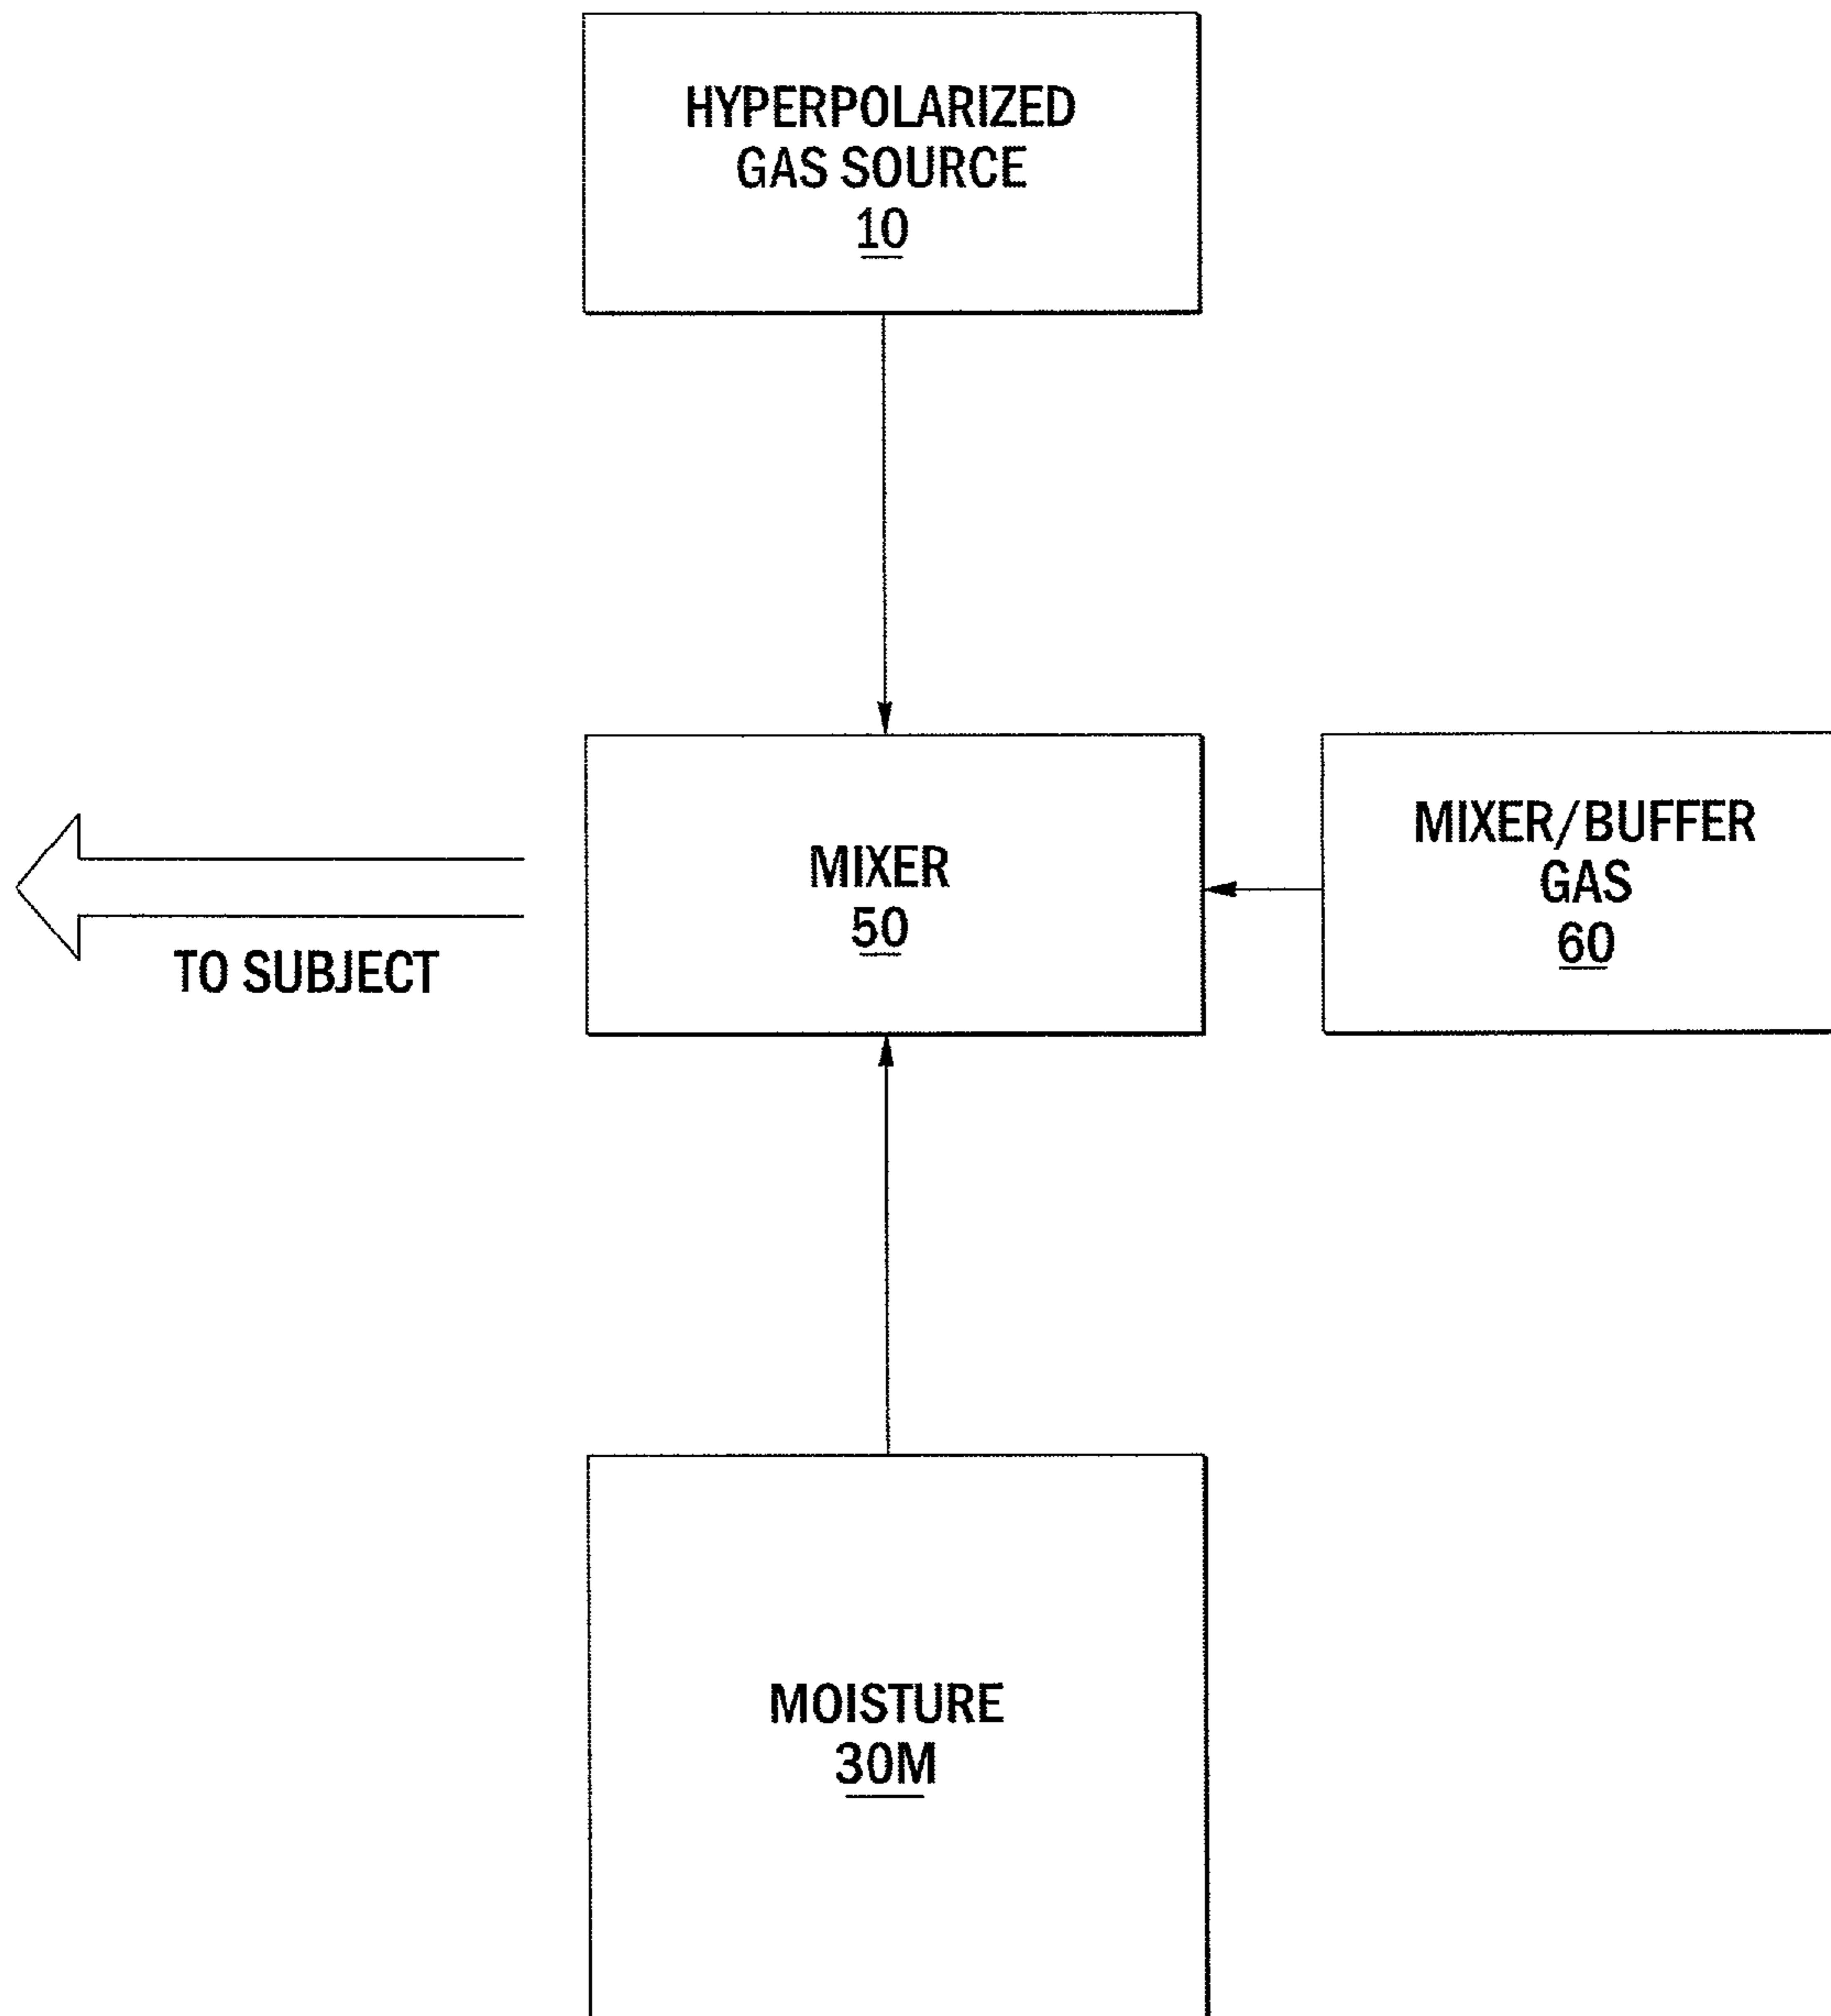 HYPERPOLARIZED
GAS SOURCE
10
MIXER
50
MIXER/BUFFER
GAS
60
TO SUBJECT
MOISTURE
30M